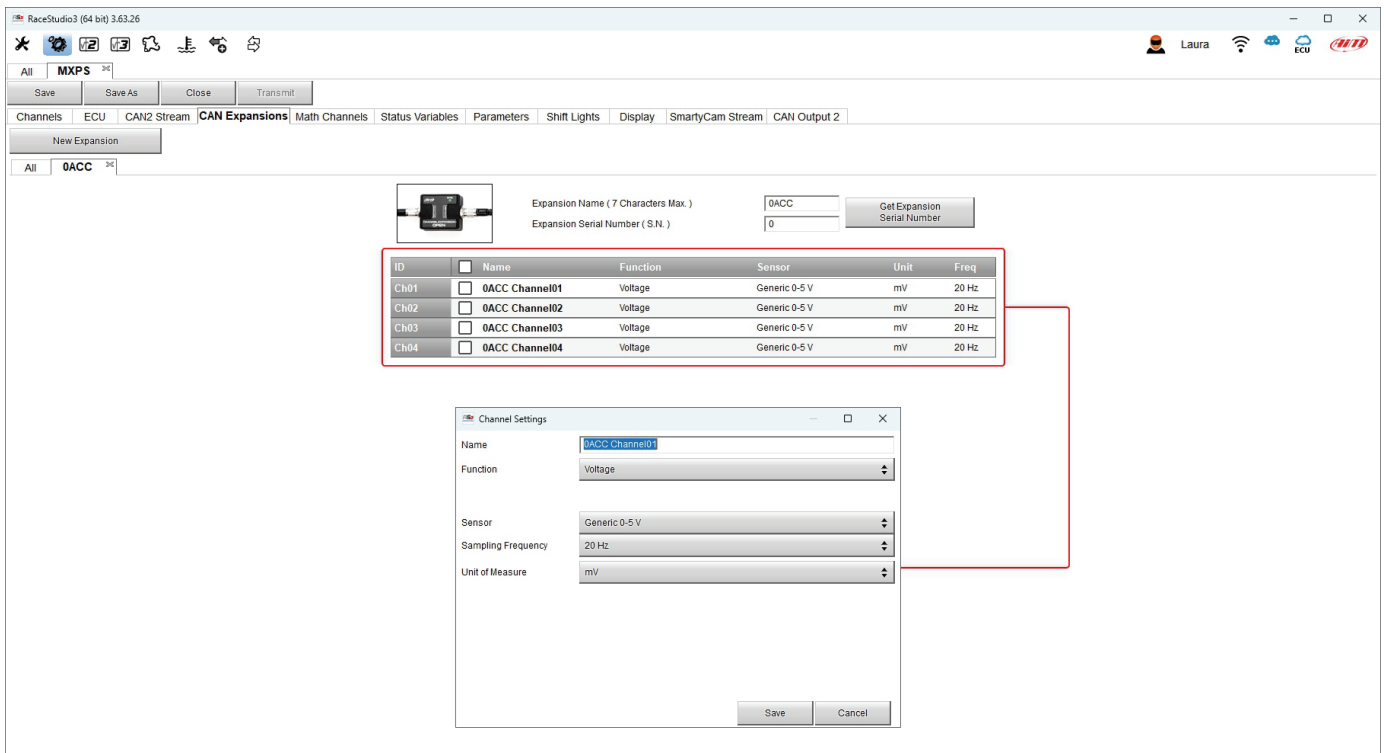 RaceStudio3 (64 bit) 3.63.26
Laura
ECU
All MXPS
Save Save As Close Transmit
Channels ECU CAN2 Stream CAN Expansions Math Channels Status Variables Parameters Shift Lights Display SmartyCam Stream CAN Output 2
New Expansion
All 0ACC
Expansion Name ( 7 Characters Max. ) 0ACC
Expansion Serial Number ( S.N. ) 0
Get Expansion
Serial Number
ID Name Function Sensor Unit Freq
Ch01 0ACC Channel01 Voltage Generic 0-5 V mV 20 Hz
Ch02 0ACC Channel02 Voltage Generic 0-5 V mV 20 Hz
Ch03 0ACC Channel03 Voltage Generic 0-5 V mV 20 Hz
Ch04 0ACC Channel04 Voltage Generic 0-5 V mV 20 Hz
Channel Settings
Name 0ACC Channel01
Function Voltage
Sensor Generic 0-5 V
Sampling Frequency 20 Hz
Unit of Measure mV
Save Cancel